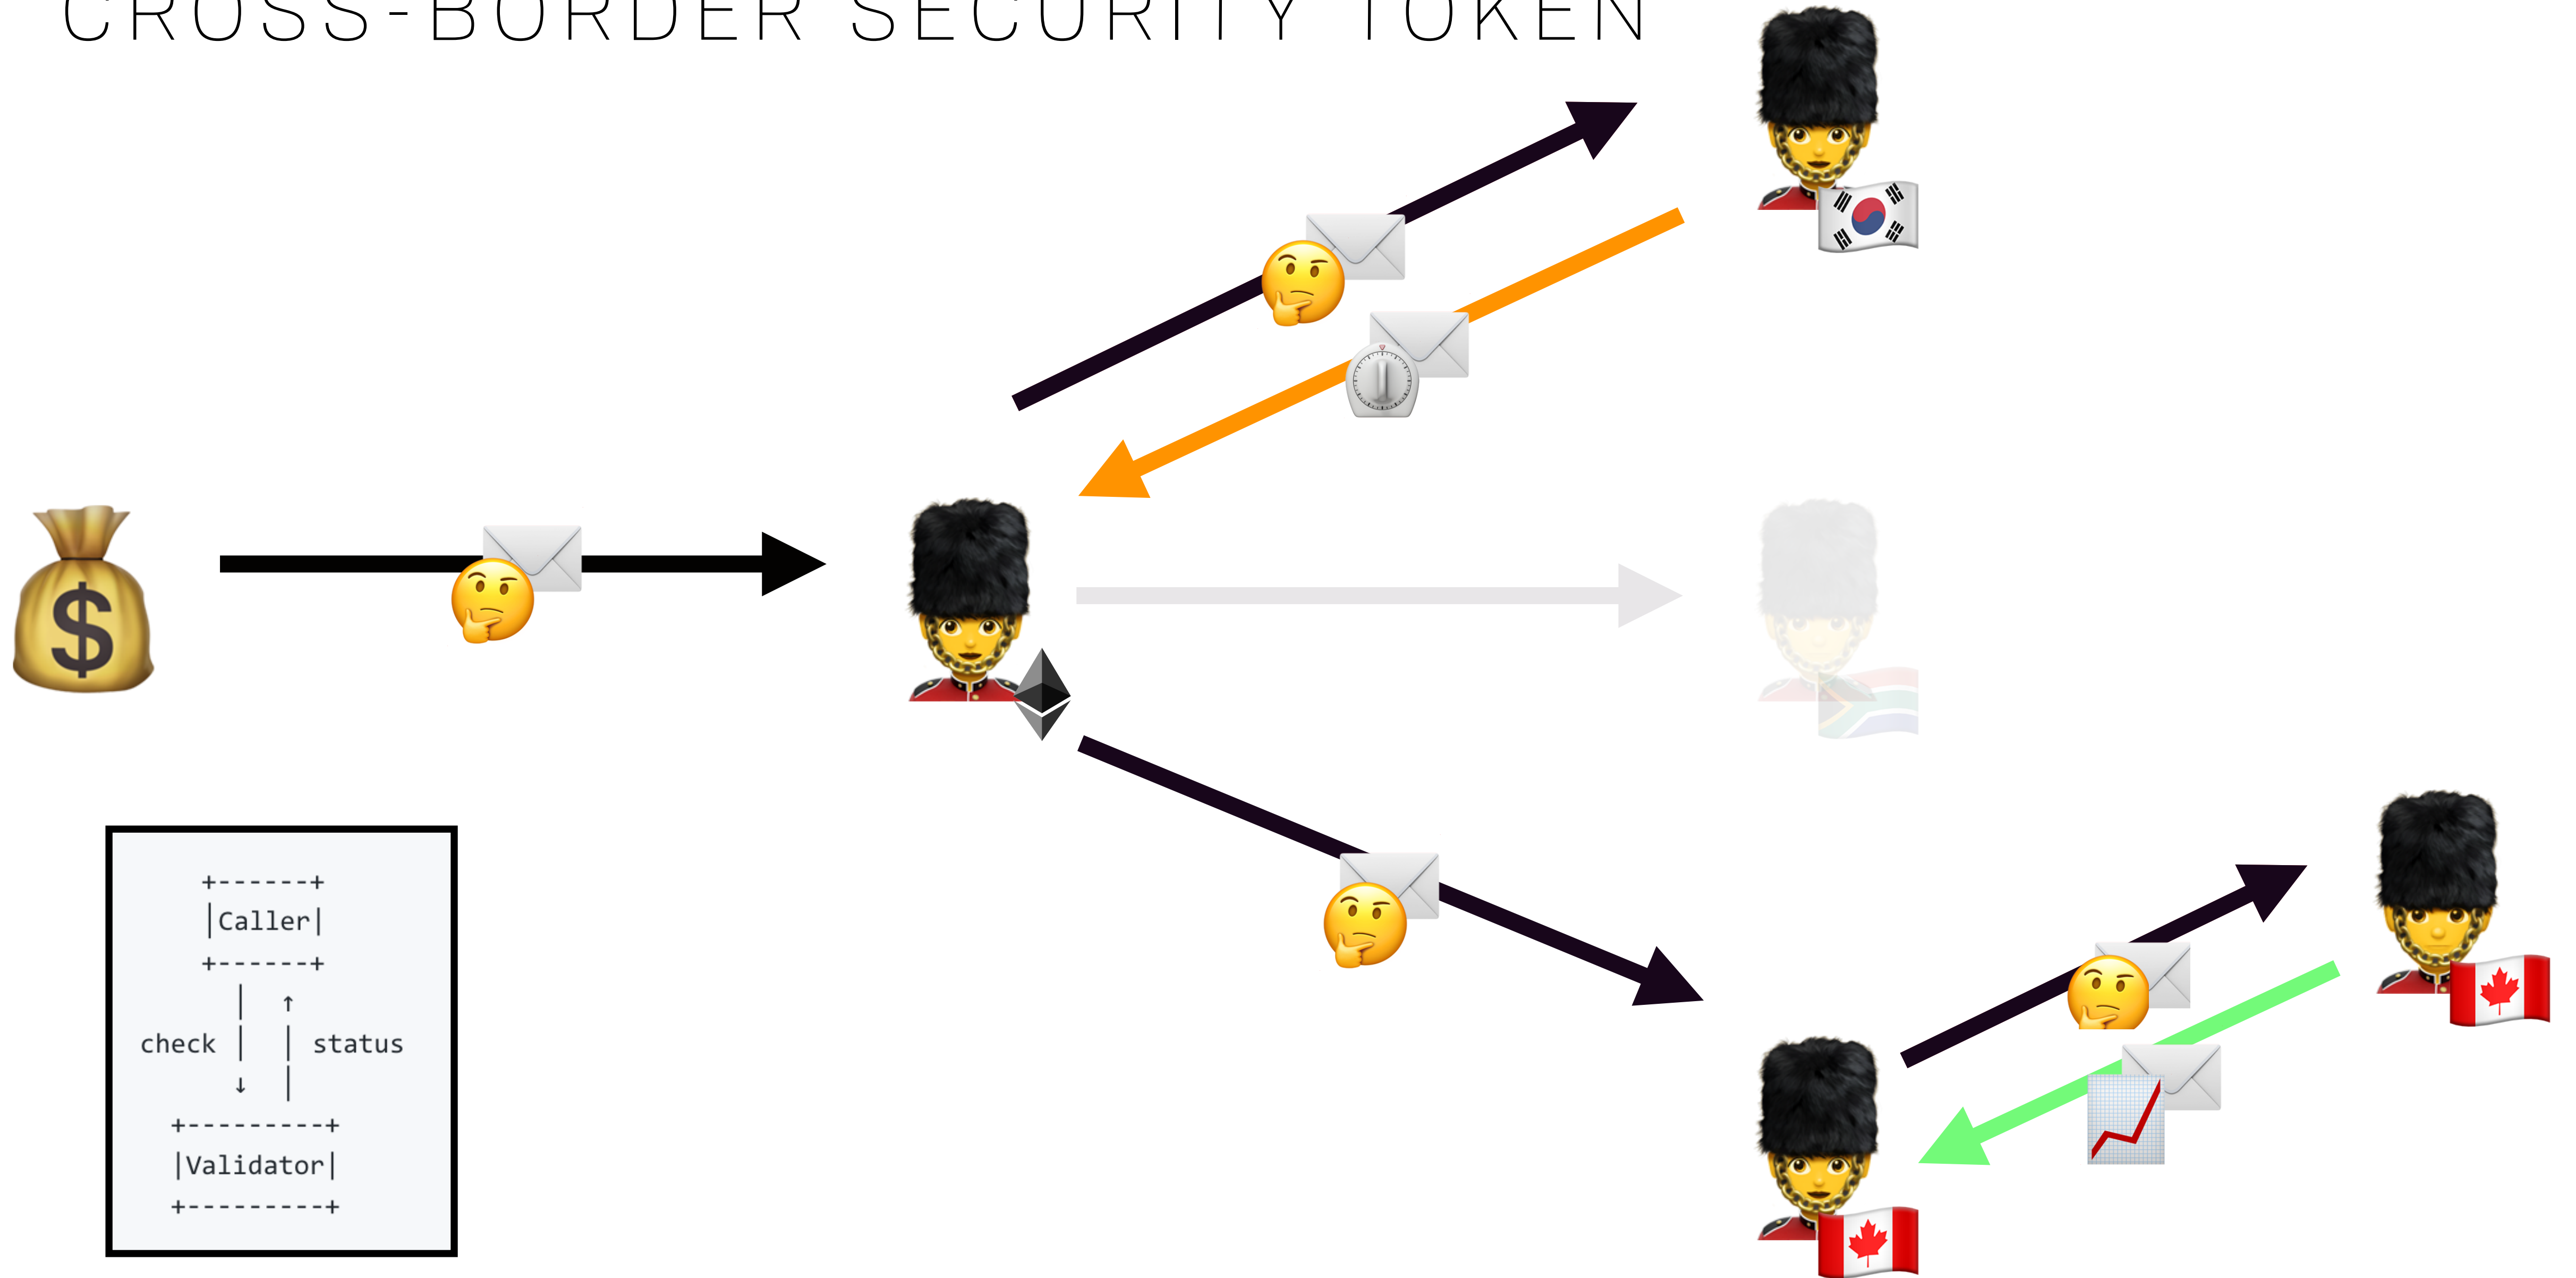 CROSS-BORDER SECURITY TOKEN
$
+------+
|Caller|
+------+
| ↑
check | | status
↓ |
+---------+
|Validator|
+---------+